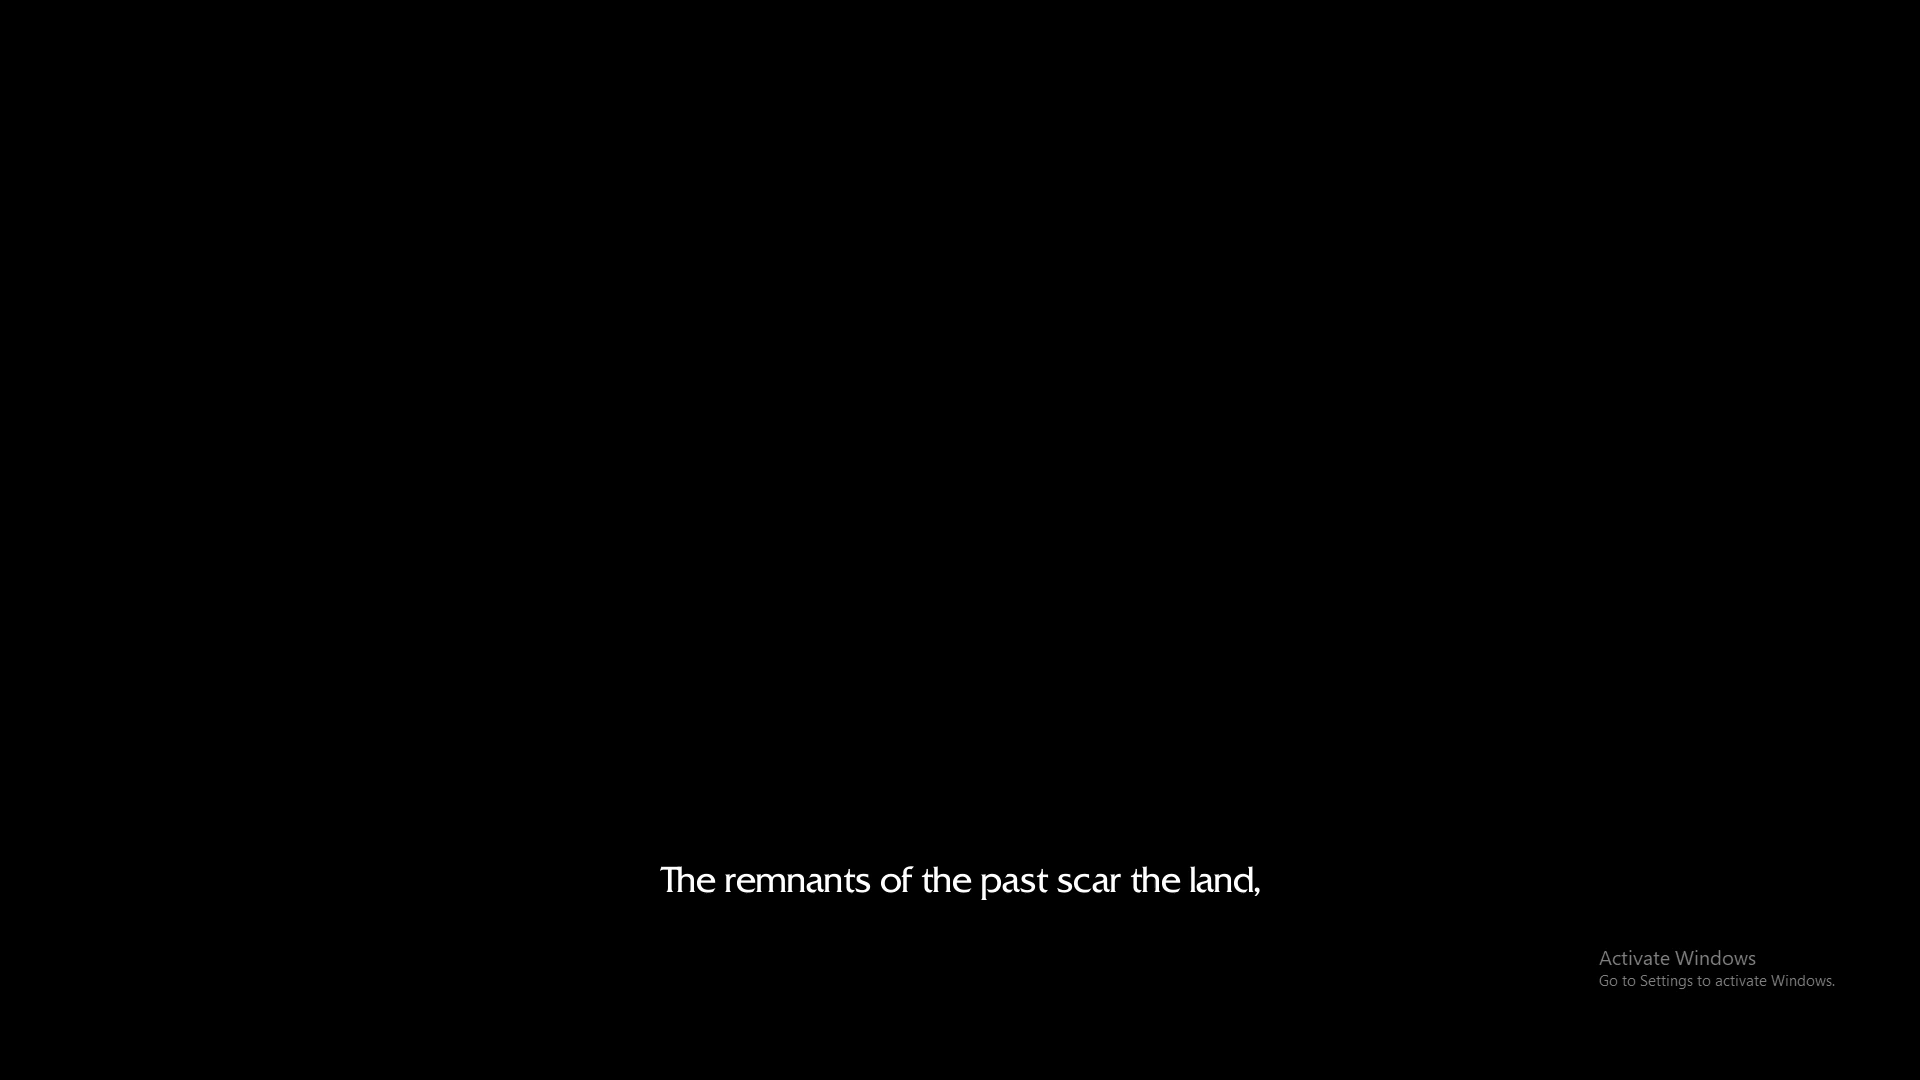 The remnants of the past scar the land,
Activate Windows
Go to Settings to activate Windows.